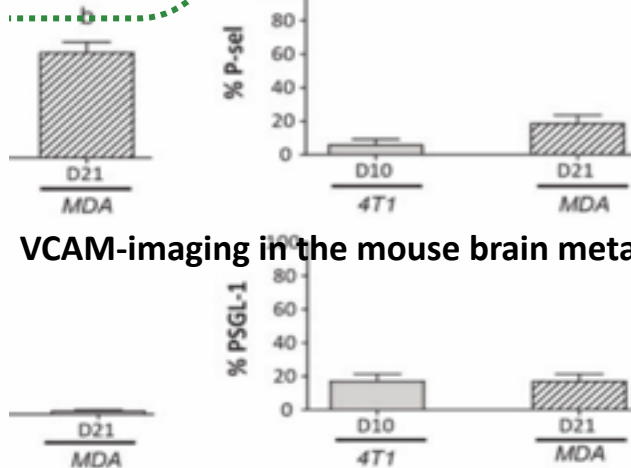 b
D21
MDA
% P-sel
80
60
40
20
0
D10
4T1
D21
MDA
VCAM-imaging in the mouse brain meta
D21
MDA
% PSGL-1
100
80
60
40
20
0
D10
4T1
D21
MDA